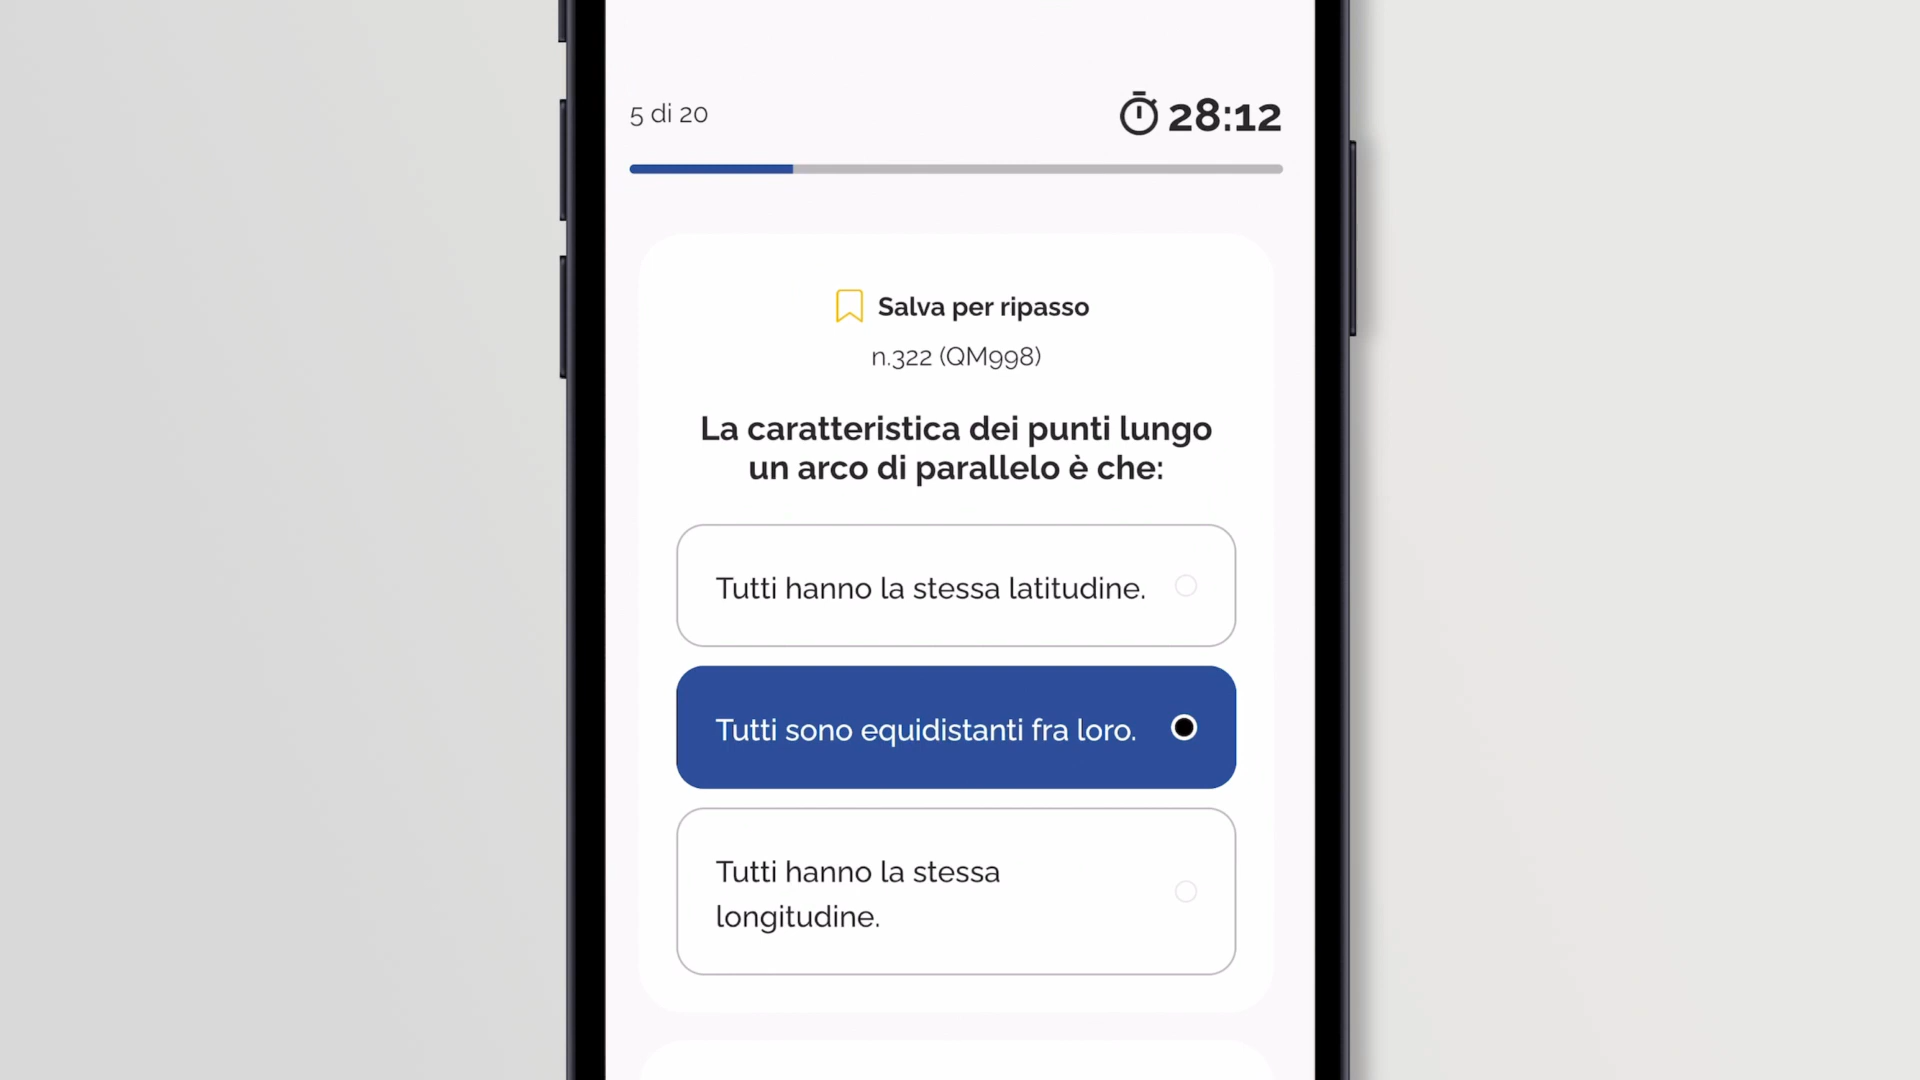 5 di 20
28:12
Salva per ripasso
n.322 (QM998)
La caratteristica dei punti lungo
un arco di parallelo è che:
Tutti hanno la stessa latitudine.
Tutti sono equidistanti fra loro.
Tutti hanno la stessa
longitudine.